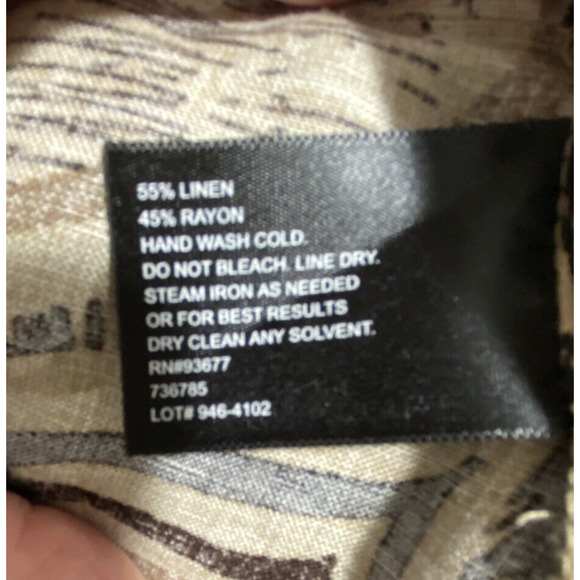 55% LINEN
45% RAYON
HAND WASH COLD.
DO NOT BLEACH. LINE DRY.
STEAM IRON AS NEEDED
OR FOR BEST RESULTS
DRY CLEAN ANY SOLVENT.
RN#93677
736785
LOT# 946-4102